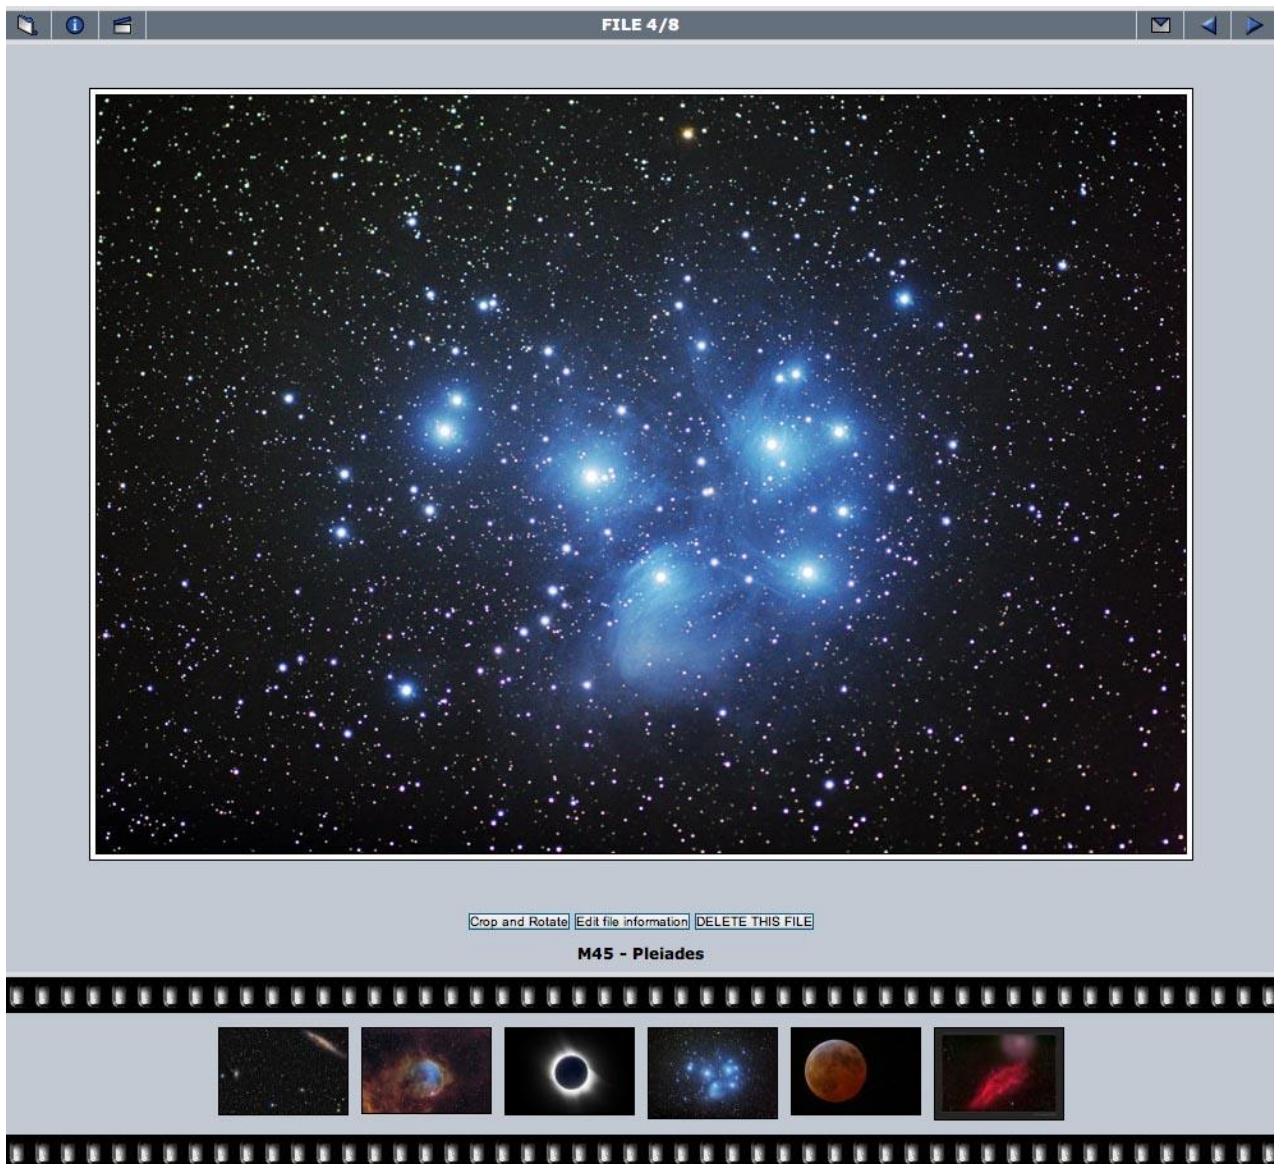 FILE 4/8
Crop and Rotate Edit file information DELETE THIS FILE
M45 - Pleiades